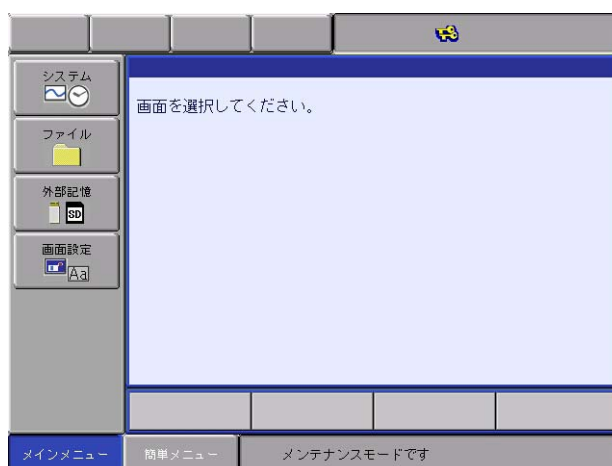 システム
画面を選択してください。
ファイル
外部記憶
SD
画面設定
Aa
メインメニュー
簡単メニュー
メンテナンスモードです